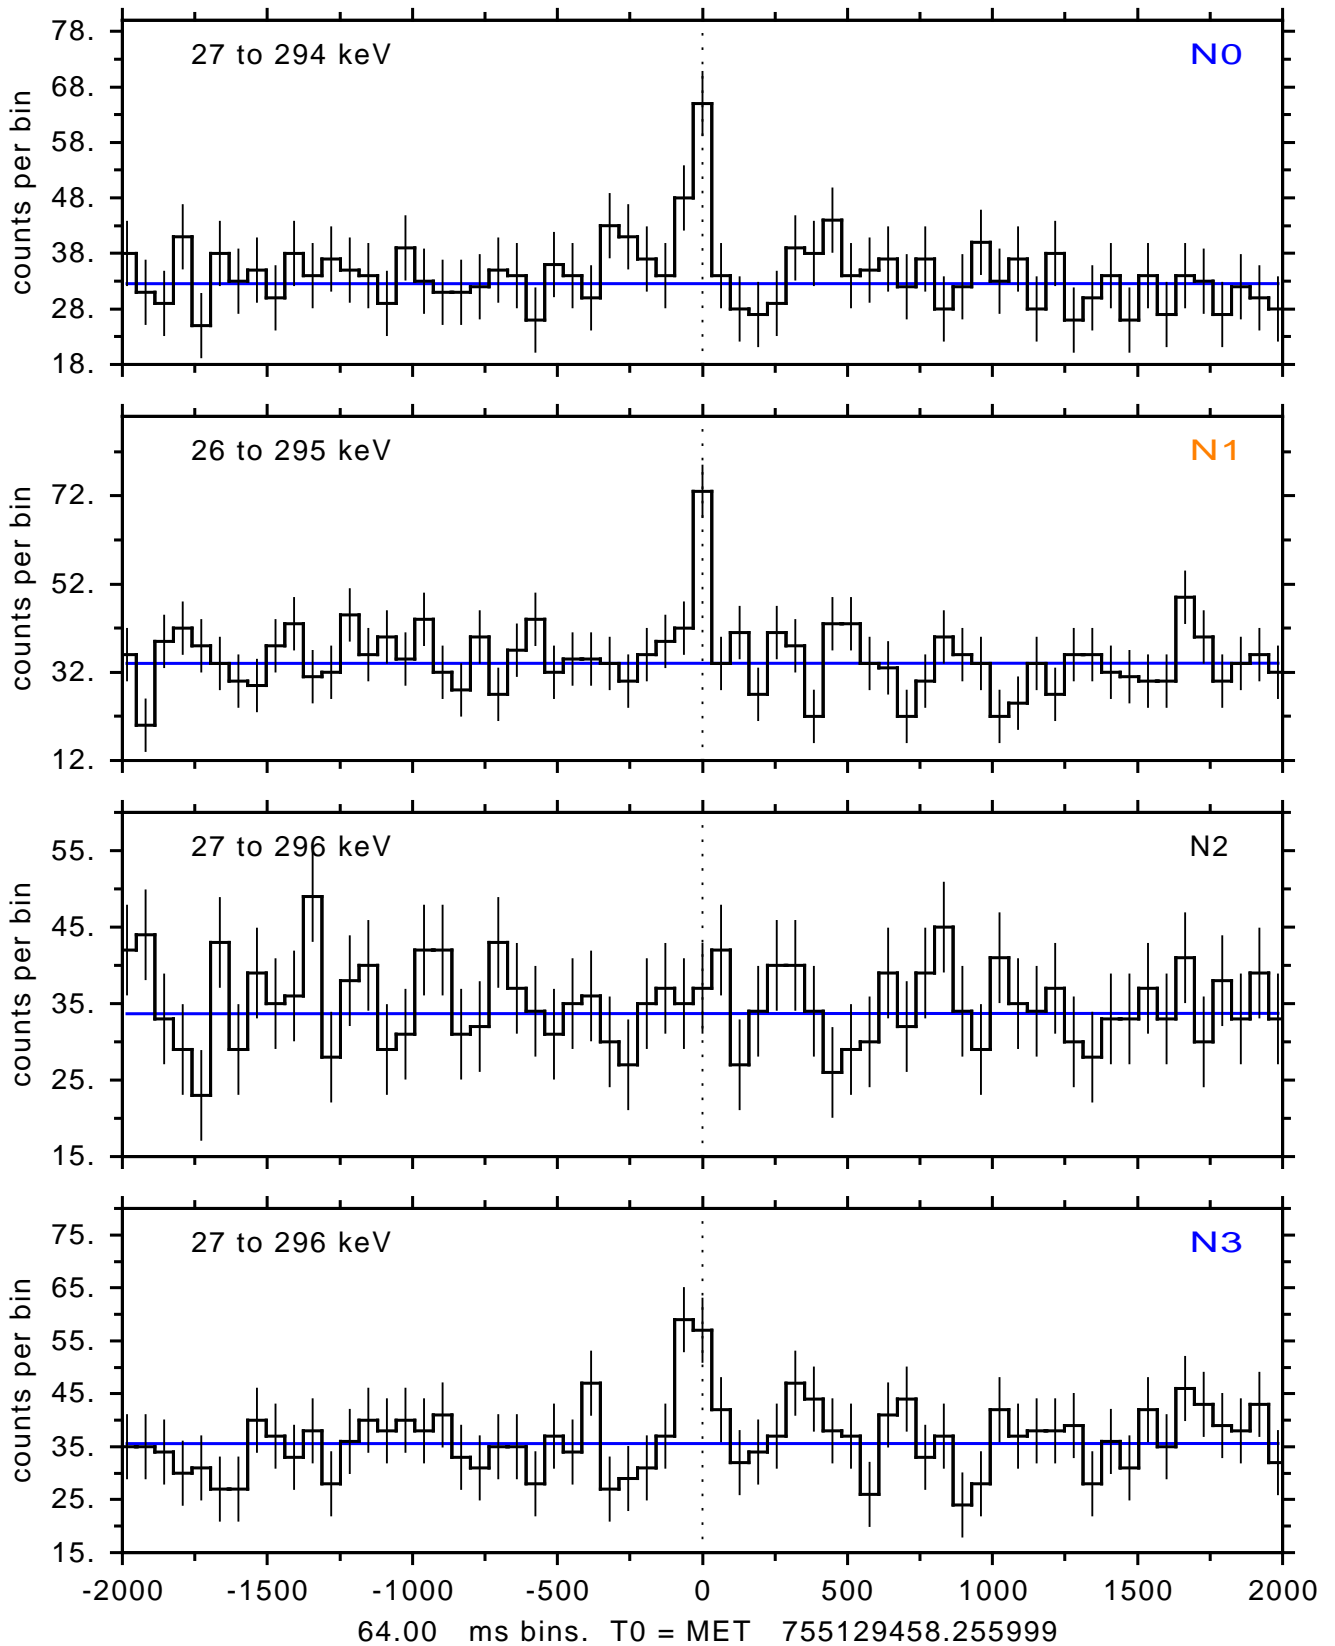 78.
27 to 294 keV
N0
68.
58.
48.
38.
28.
18.
counts per bin
26 to 295 keV
N1
72.
52.
32.
12.
counts per bin
27 to 296 keV
N2
55.
45.
35.
25.
15.
counts per bin
27 to 296 keV
N3
75.
65.
55.
45.
35.
25.
15.
counts per bin
-2000 -1500 -1000 -500 0 500 1000 1500 2000
64.00 ms bins. T0 = MET 755129458.255999